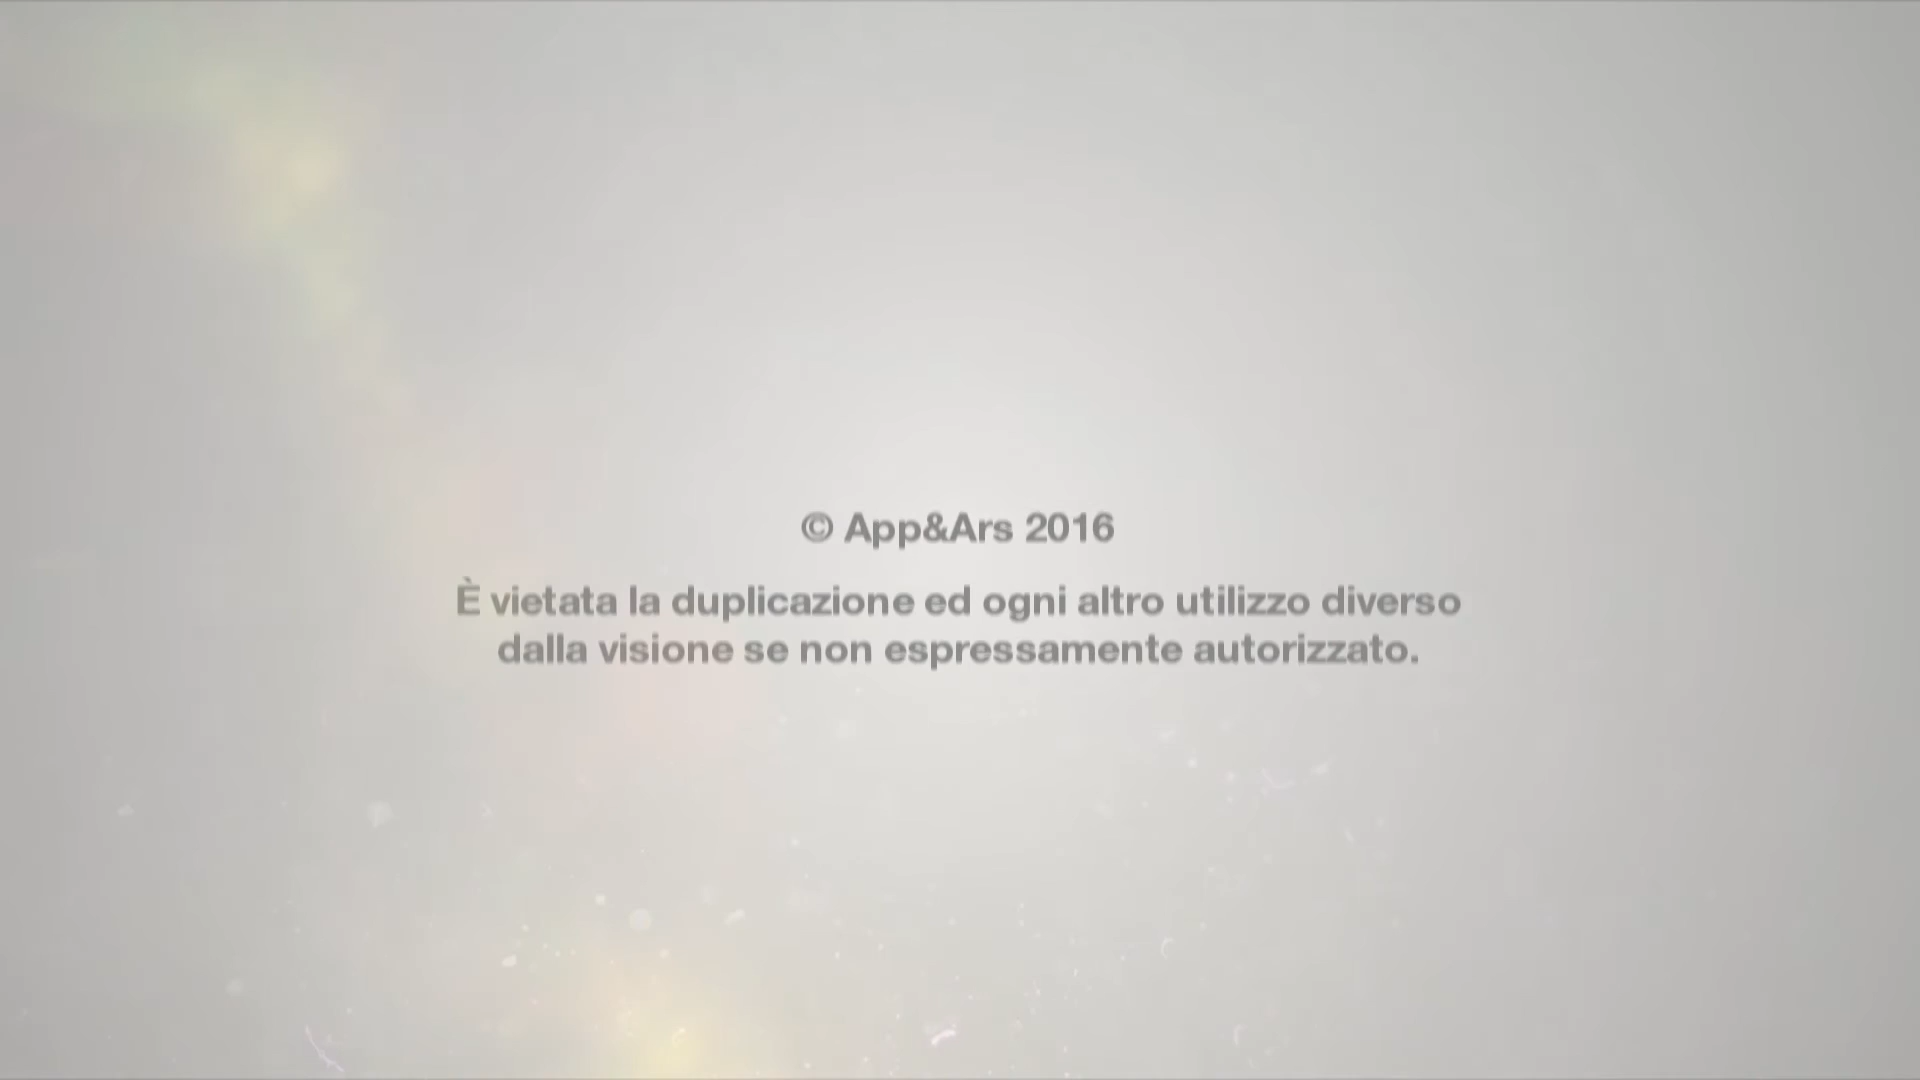 © App&Ars 2016
È vietata la duplicazione ed ogni altro utilizzo diverso
dalla visione se non espressamente autorizzato.